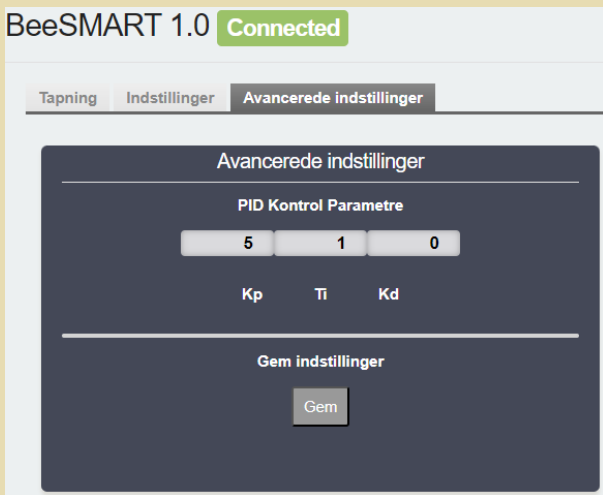 BeeSMART 1.0 Connected
Tapning Indstillinger Avancerede indstillinger
Avancerede indstillinger
PID Kontrol Parametre
5 1 0
Kp Ti Kd
Gem indstillinger
Gem